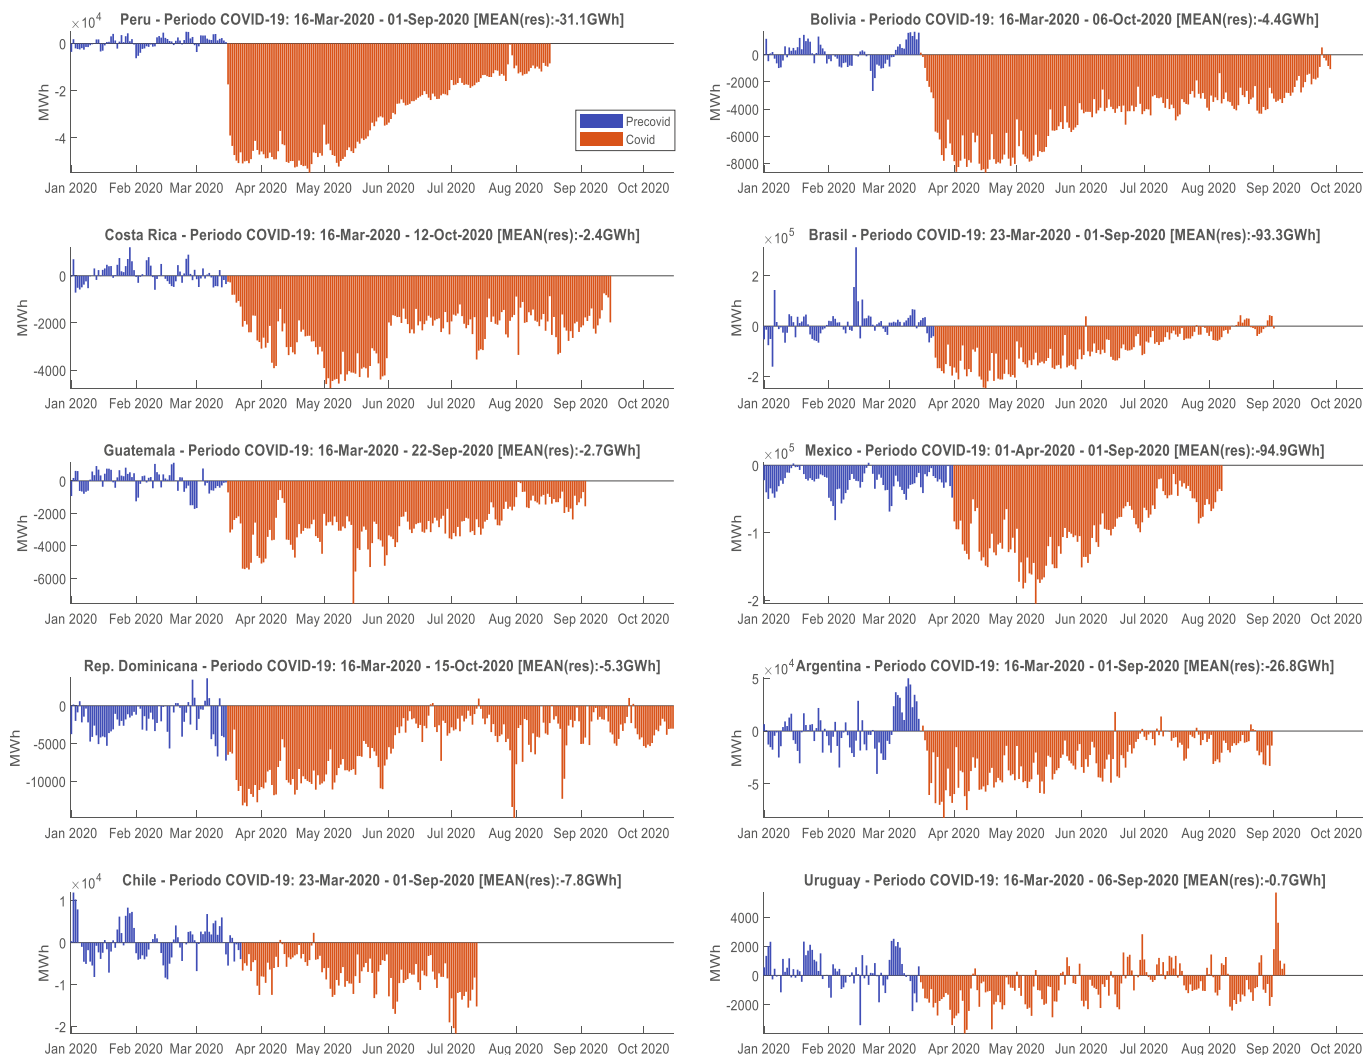 Peru - Periodo COVID-19: 16-Mar-2020 - 01-Sep-2020 [MEAN(res):-31.1GWh]
×10⁴
0
-2
-4
MWh
Precovid
Covid
Jan 2020 Feb 2020 Mar 2020 Apr 2020 May 2020 Jun 2020 Jul 2020 Aug 2020 Sep 2020 Oct 2020
Bolivia - Periodo COVID-19: 16-Mar-2020 - 06-Oct-2020 [MEAN(res):-4.4GWh]
0
-2000
-4000
-6000
-8000
MWh
Jan 2020 Feb 2020 Mar 2020 Apr 2020 May 2020 Jun 2020 Jul 2020 Aug 2020 Sep 2020 Oct 2020
Costa Rica - Periodo COVID-19: 16-Mar-2020 - 12-Oct-2020 [MEAN(res):-2.4GWh]
0
-2000
-4000
MWh
Jan 2020 Feb 2020 Mar 2020 Apr 2020 May 2020 Jun 2020 Jul 2020 Aug 2020 Sep 2020 Oct 2020
Brasil - Periodo COVID-19: 23-Mar-2020 - 01-Sep-2020 [MEAN(res):-93.3GWh]
×10⁵
2
0
-2
MWh
Jan 2020 Feb 2020 Mar 2020 Apr 2020 May 2020 Jun 2020 Jul 2020 Aug 2020 Sep 2020 Oct 2020
Guatemala - Periodo COVID-19: 16-Mar-2020 - 22-Sep-2020 [MEAN(res):-2.7GWh]
0
-2000
-4000
-6000
MWh
Jan 2020 Feb 2020 Mar 2020 Apr 2020 May 2020 Jun 2020 Jul 2020 Aug 2020 Sep 2020 Oct 2020
Mexico - Periodo COVID-19: 01-Apr-2020 - 01-Sep-2020 [MEAN(res):-94.9GWh]
×10⁵
0
-1
-2
MWh
Jan 2020 Feb 2020 Mar 2020 Apr 2020 May 2020 Jun 2020 Jul 2020 Aug 2020 Sep 2020 Oct 2020
Rep. Dominicana - Periodo COVID-19: 16-Mar-2020 - 15-Oct-2020 [MEAN(res):-5.3GWh]
0
-5000
-10000
MWh
Jan 2020 Feb 2020 Mar 2020 Apr 2020 May 2020 Jun 2020 Jul 2020 Aug 2020 Sep 2020 Oct 2020
×10⁴ Argentina - Periodo COVID-19: 16-Mar-2020 - 01-Sep-2020 [MEAN(res):-26.8GWh]
5
0
-5
MWh
Jan 2020 Feb 2020 Mar 2020 Apr 2020 May 2020 Jun 2020 Jul 2020 Aug 2020 Sep 2020 Oct 2020
Chile - Periodo COVID-19: 23-Mar-2020 - 01-Sep-2020 [MEAN(res):-7.8GWh]
×10⁴
1
0
-1
-2
MWh
Jan 2020 Feb 2020 Mar 2020 Apr 2020 May 2020 Jun 2020 Jul 2020 Aug 2020 Sep 2020 Oct 2020
Uruguay - Periodo COVID-19: 16-Mar-2020 - 06-Sep-2020 [MEAN(res):-0.7GWh]
4000
2000
0
-2000
MWh
Jan 2020 Feb 2020 Mar 2020 Apr 2020 May 2020 Jun 2020 Jul 2020 Aug 2020 Sep 2020 Oct 2020